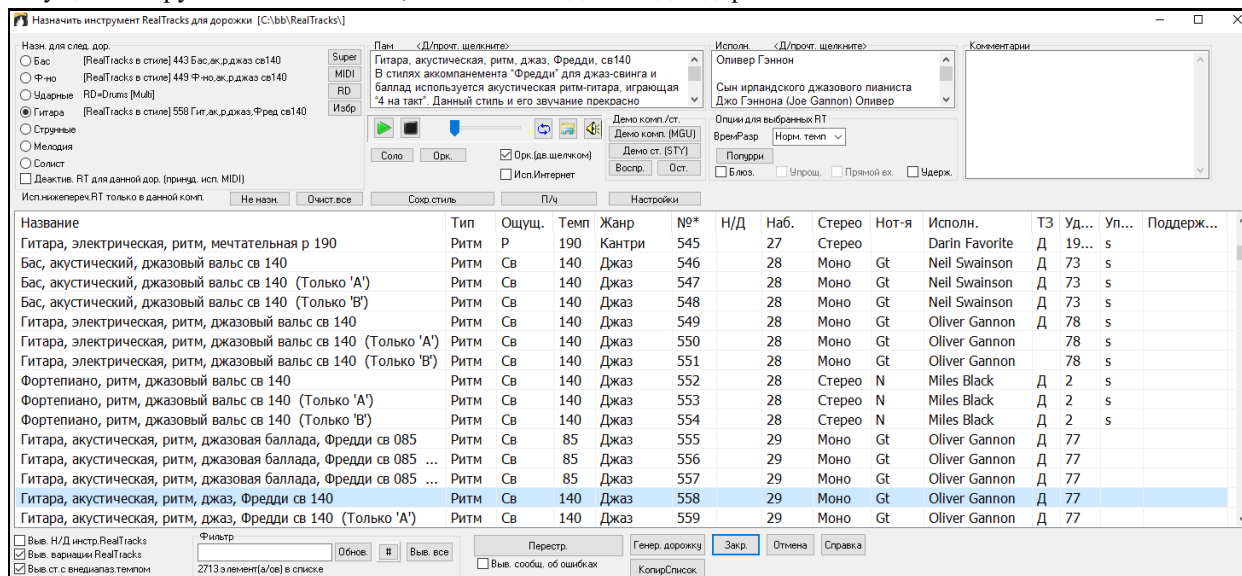 Назначить инструмент RealTracks для дорожки [C:\bb\RealTracks\]
Назн. для след. дор.
Бас [RealTracks в стиле] 443 Бас,ак,р,джаз св140
Ф-но [RealTracks в стиле] 449 Ф-но,ак,р,джаз св140
Ударные RD=Drums [Multi]
Гитара [RealTracks в стиле] 558 Гит,ак,р,джаз,Фред св140
Струнные
Мелодия
Солист
Деактив. RT для данной дор. (принуд. исп. MIDI)
Super
MIDI
RD
Избр
Исп.нижепереч.RT только в данной комп. Не назн. Очист.все
Пам <Д/прочт. щелкните>
Гитара, акустическая, ритм, джаз, Фредди, св140
В стилях аккомпанемента "Фредди" для джаз-свинга и
баллад используется акустическая ритм-гитара, играющая
"4 на такт". Данный стиль и его звучание прекрасно
Соло Орк. Орк.(дв.щелчком)
Исп.Интернет
Демо комп./ст.
Демо комп. (MGU)
Демо ст. (STY)
Воспр. Ост.
Сохр.стиль П/ч Настройки
Исполн. <Д/прочт. щелкните>
Оливер Гэннон
Сын ирландского джазового пианиста
Джо Гэннона (Joe Gannon) Оливер
Опции для выбранных RT
ВремРазр Норм. темп
Попурри
Блюз. Упрощ. Прямой вх. Удерж.
Комментарии
Название Тип Ощущ. Темп Жанр №* Н/Д Наб. Стерео Нот-я Исполн. ТЗ Уд... Уп... Поддерж...
Гитара, электрическая, ритм, мечтательная р 190 Ритм Р 190 Кантри 545 27 Стерео Darin Favorite Д 19... s
Бас, акустический, джазовый вальс св 140 Ритм Св 140 Джаз 546 28 Моно Gt Neil Swainson Д 73 s
Бас, акустический, джазовый вальс св 140 (Только 'A') Ритм Св 140 Джаз 547 28 Моно Gt Neil Swainson Д 73 s
Бас, акустический, джазовый вальс св 140 (Только 'B') Ритм Св 140 Джаз 548 28 Моно Gt Neil Swainson Д 73 s
Гитара, электрическая, ритм, джазовый вальс св 140 Ритм Св 140 Джаз 549 28 Моно Gt Oliver Gannon Д 78 s
Гитара, электрическая, ритм, джазовый вальс св 140 (Только 'A') Ритм Св 140 Джаз 550 28 Моно Gt Oliver Gannon 78 s
Гитара, электрическая, ритм, джазовый вальс св 140 (Только 'B') Ритм Св 140 Джаз 551 28 Моно Gt Oliver Gannon 78 s
Фортепиано, ритм, джазовый вальс св 140 Ритм Св 140 Джаз 552 28 Стерео N Miles Black Д 2 s
Фортепиано, ритм, джазовый вальс св 140 (Только 'A') Ритм Св 140 Джаз 553 28 Стерео N Miles Black Д 2 s
Фортепиано, ритм, джазовый вальс св 140 (Только 'B') Ритм Св 140 Джаз 554 28 Стерео N Miles Black Д 2 s
Гитара, акустическая, ритм, джазовая баллада, Фредди св 085 Ритм Св 85 Джаз 555 29 Моно Gt Oliver Gannon Д 77
Гитара, акустическая, ритм, джазовая баллада, Фредди св 085 ... Ритм Св 85 Джаз 556 29 Моно Gt Oliver Gannon Д 77
Гитара, акустическая, ритм, джазовая баллада, Фредди св 085 ... Ритм Св 85 Джаз 557 29 Моно Gt Oliver Gannon Д 77
Гитара, акустическая, ритм, джаз, Фредди св 140 Ритм Св 140 Джаз 558 29 Моно Gt Oliver Gannon Д 77
Гитара, акустическая, ритм, джаз, Фредди св 140 (Только 'A') Ритм Св 140 Джаз 559 29 Моно Gt Oliver Gannon Д 77
Выв. Н/Д инстр.RealTracks
Выв. вариации RealTracks
Выв.ст.с внедиапаз.темпом
Фильтр
Обнов. # Выв. все
2713 элемент(а/ов) в списке
Перестр. Генер. дорожку Закр. Отмена Справка
Выв. сообщ. об ошибках КопирСписок